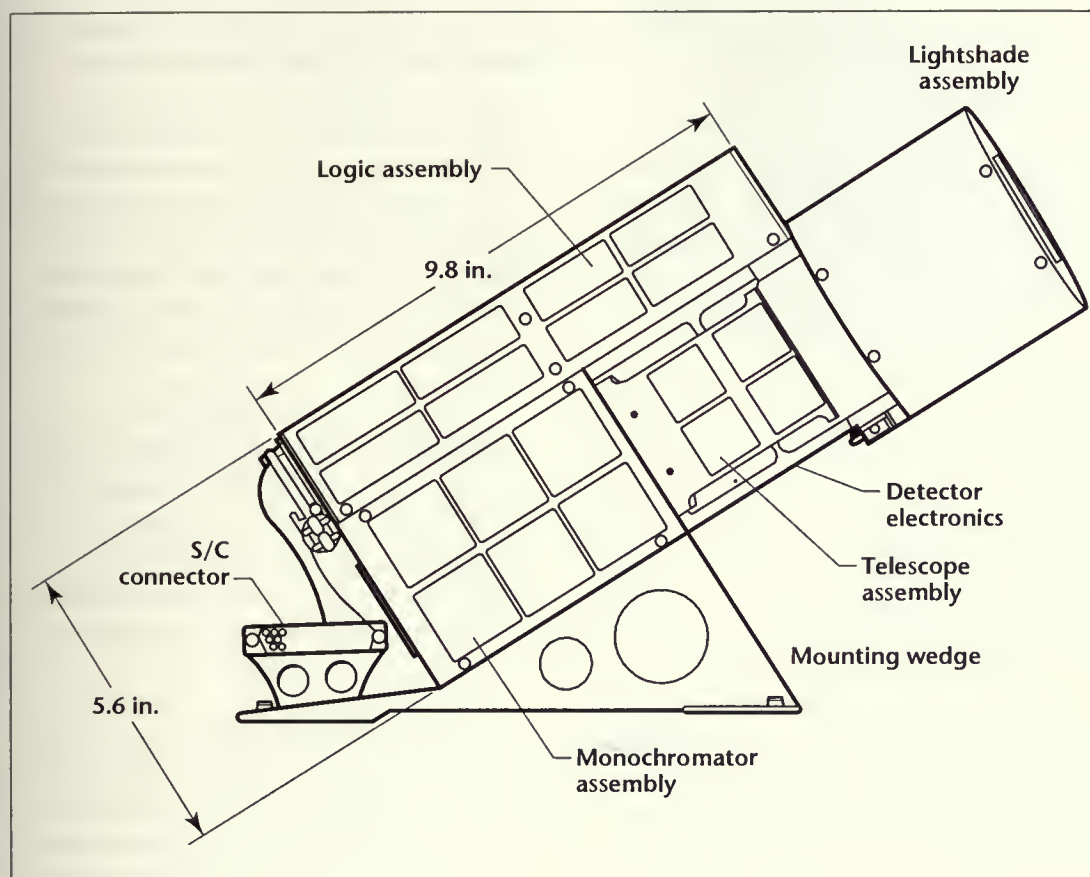 Lightshade
assembly
Logic assembly
9.8 in.
S/C
connector
Detector
electronics
Telescope
assembly
Mounting wedge
5.6 in.
Monochromator
assembly